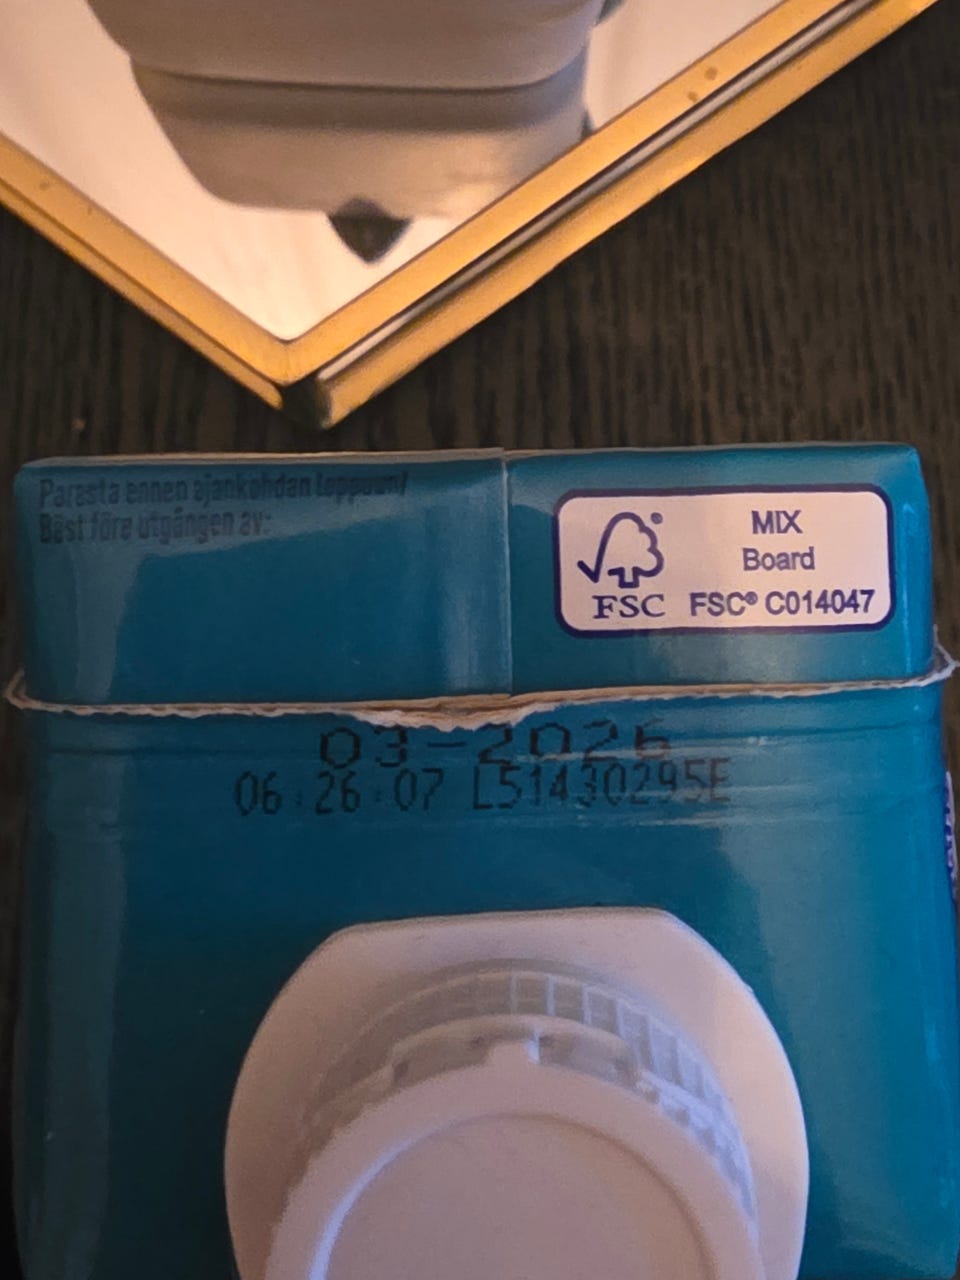 Parasta ennen ajankohdan loppuun/
Bäst före utgången av:
MIX
Board
FSC
FSC® C014047
03-2026
06:26:07 L51430295E